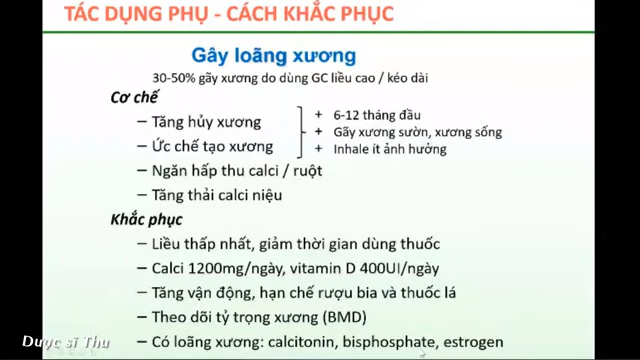 TÁC DỤNG PHỤ - CÁCH KHẮC PHỤC
Gây loãng xương
30-50% gãy xương do dùng GC liều cao / kéo dài
Cơ chế
– Tăng hủy xương
– Ức chế tạo xương
+ 6-12 tháng đầu
+ Gãy xương sườn, xương sống
+ Inhale ít ảnh hưởng
– Ngăn hấp thu calci / ruột
– Tăng thải calci niệu
Khắc phục
– Liều thấp nhất, giảm thời gian dùng thuốc
– Calci 1200mg/ngày, vitamin D 400UI/ngày
– Tăng vận động, hạn chế rượu bia và thuốc lá
– Theo dõi tỷ trọng xương (BMD)
– Có loãng xương: calcitonin, bisphosphate, estrogen
Dược sĩ Thu